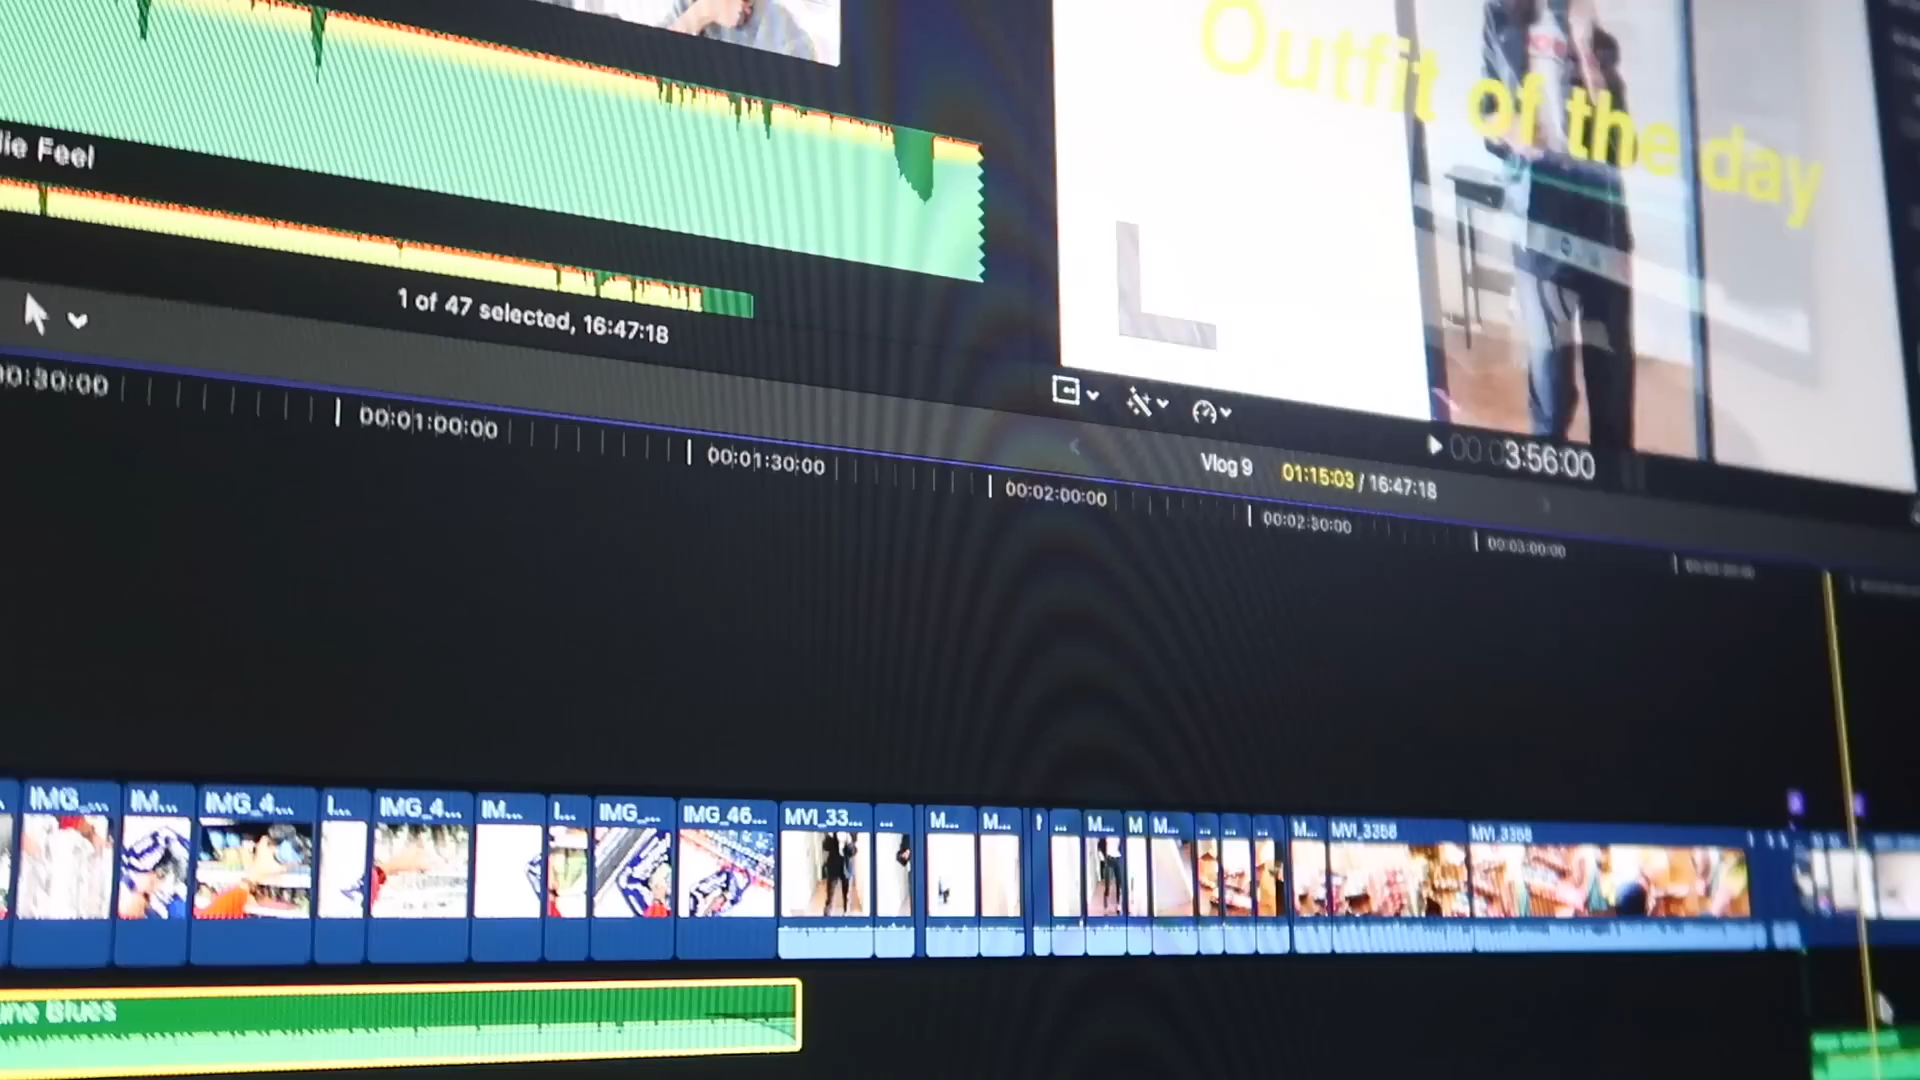 Outfit of the day
lie Feel
1 of 47 selected, 16:47:18
3:56:00
Vlog 9 01:15:03 / 16:47:18
00:30:00 00:01:00:00 00:01:30:00 00:02:00:00 00:02:30:00 00:03:00:00
IMG_... IM... IMG_4... I... IMG_4... IM... I... IMG_... IMG_46... MVI_33... ... M... M... ... M... M M... ... ... ... M... MVI_3368 MVI_3368
une Blues